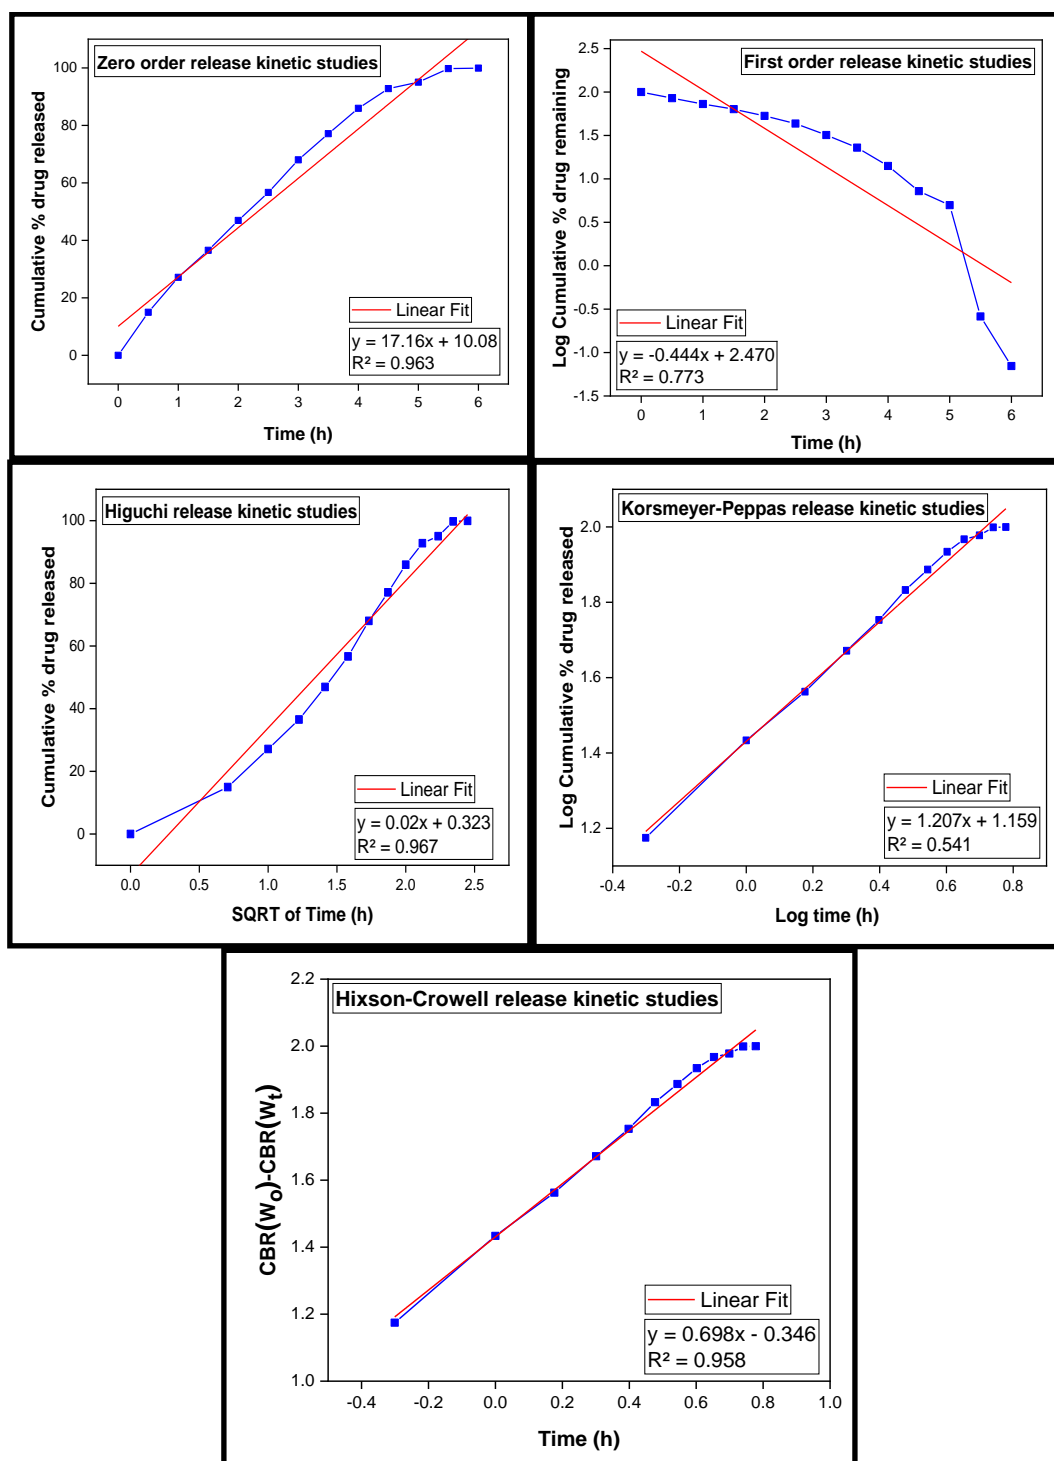 Zero order release kinetic studies
Cumulative % drug released
100
80
60
40
20
0
Linear Fit
y = 17.16x + 10.08
R² = 0.963
0 1 2 3 4 5 6
Time (h)
First order release kinetic studies
Log Cumulative % drug remaining
2.5
2.0
1.5
1.0
0.5
0.0
-0.5
-1.0
-1.5
Linear Fit
y = -0.444x + 2.470
R² = 0.773
0 1 2 3 4 5 6
Time (h)
Higuchi release kinetic studies
Cumulative % drug released
100
80
60
40
20
0
Linear Fit
y = 0.02x + 0.323
R² = 0.967
0.0 0.5 1.0 1.5 2.0 2.5
SQRT of Time (h)
Korsmeyer-Peppas release kinetic studies
Log Cumulative % drug released
2.0
1.8
1.6
1.4
1.2
Linear Fit
y = 1.207x + 1.159
R² = 0.541
-0.4 -0.2 0.0 0.2 0.4 0.6 0.8
Log time (h)
Hixson-Crowell release kinetic studies
CBR(W₀)-CBR(Wₜ)
2.2
2.0
1.8
1.6
1.4
1.2
1.0
Linear Fit
y = 0.698x - 0.346
R² = 0.958
-0.4 -0.2 0.0 0.2 0.4 0.6 0.8 1.0
Time (h)